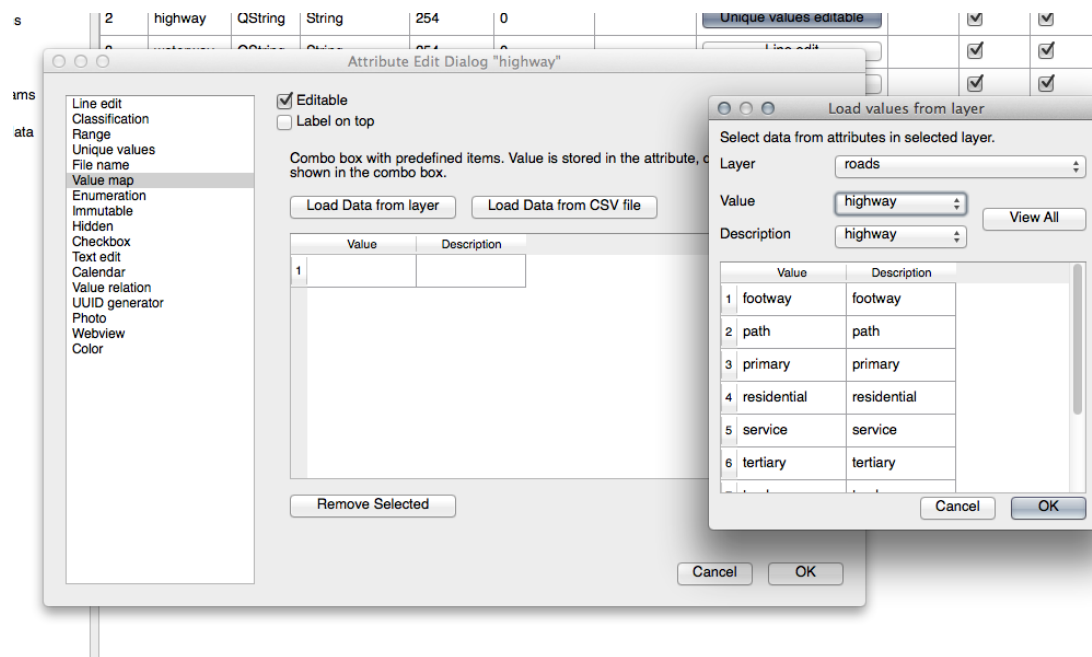 s
2 highway QString String 254 0 Unique values editable
QString String 254 0 Line edit
ams
ata
Attribute Edit Dialog "highway"
Line edit
Classification
Range
Unique values
File name
Value map
Enumeration
Immutable
Hidden
Checkbox
Text edit
Calendar
Value relation
UUID generator
Photo
Webview
Color
Editable
Label on top
Combo box with predefined items. Value is stored in the attribute,
shown in the combo box.
Load Data from layer Load Data from CSV file
Value Description
1
Remove Selected
Cancel OK
Load values from layer
Select data from attributes in selected layer.
Layer roads
Value highway
View All
Description highway
Value Description
1 footway footway
2 path path
3 primary primary
4 residential residential
5 service service
6 tertiary tertiary
Cancel OK